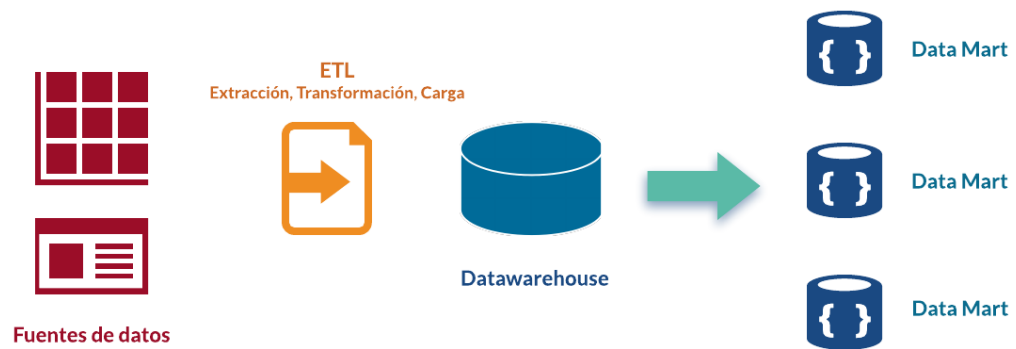 ETL
Extracción, Transformación, Carga
Fuentes de datos
Datawarehouse
{ }
Data Mart
{ }
Data Mart
{ }
Data Mart